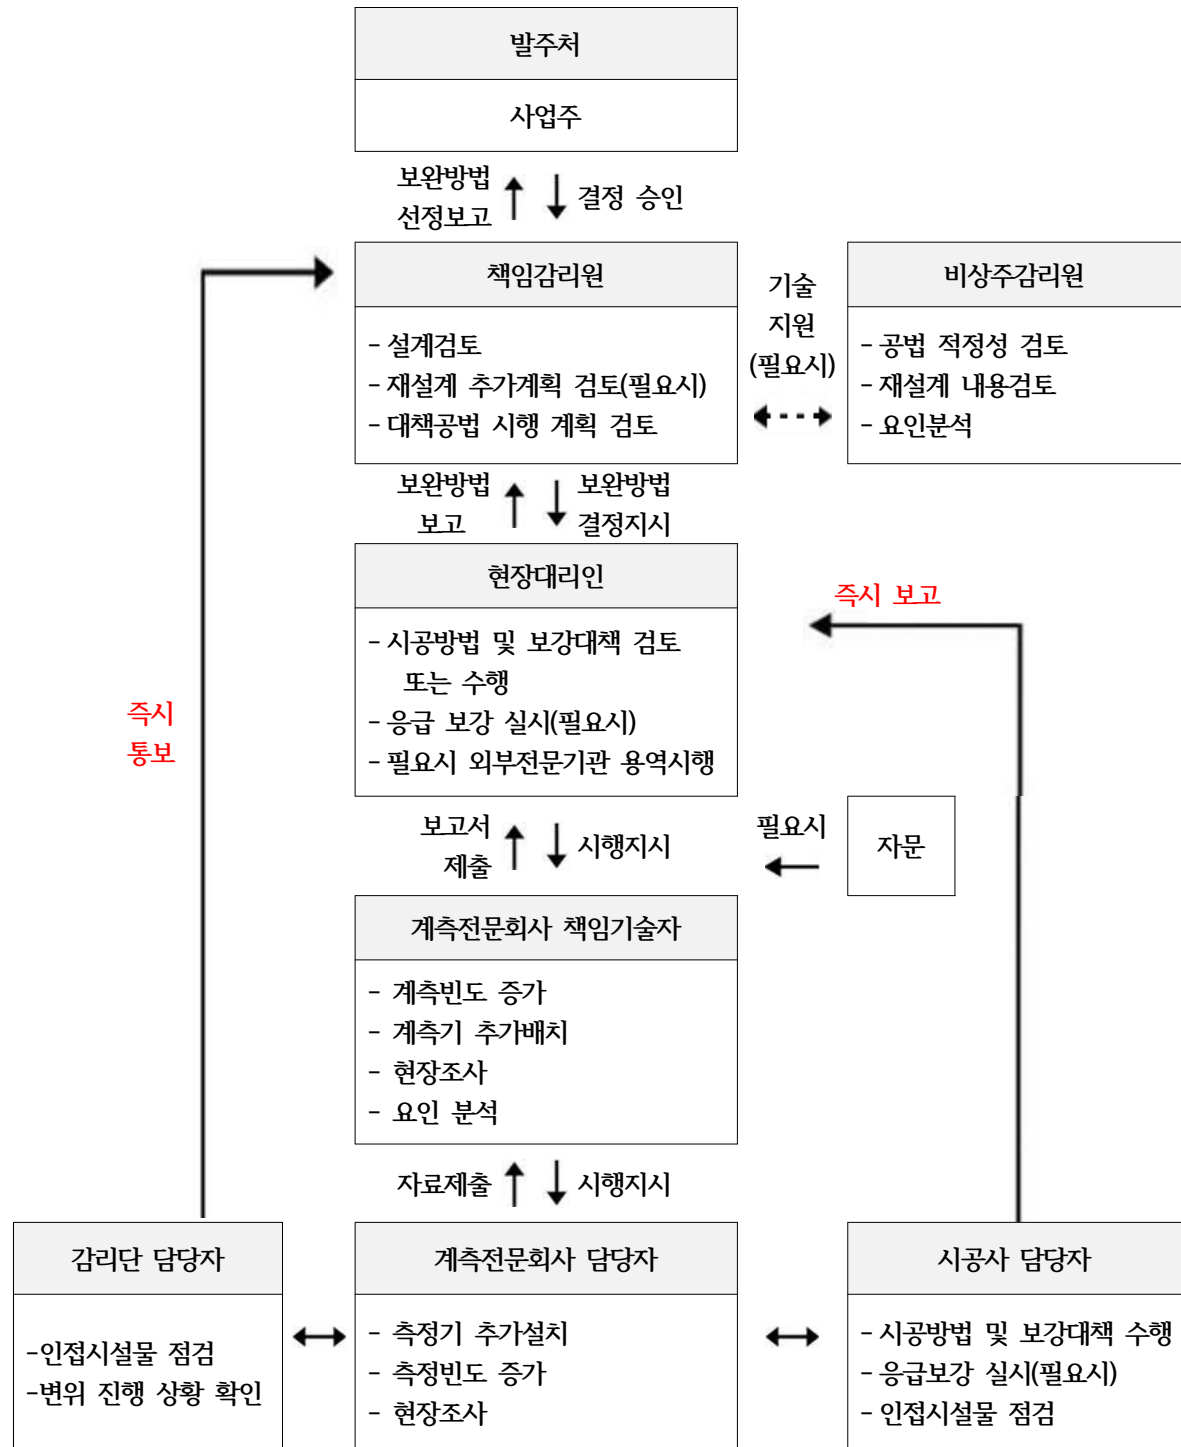 발주처
사업주
보완방법
선정보고
결정 승인
책임감리원
- 설계검토
- 재설계 추가계획 검토(필요시)
- 대책공법 시행 계획 검토
기술
지원
(필요시)
비상주감리원
- 공법 적정성 검토
- 재설계 내용검토
- 요인분석
보완방법
보고
보완방법
결정지시
현장대리인
- 시공방법 및 보강대책 검토
또는 수행
- 응급 보강 실시(필요시)
- 필요시 외부전문기관 용역시행
즉시 보고
즉시
통보
보고서
제출
시행지시
필요시
자문
계측전문회사 책임기술자
- 계측빈도 증가
- 계측기 추가배치
- 현장조사
- 요인 분석
자료제출
시행지시
감리단 담당자
-인접시설물 점검
-변위 진행 상황 확인
계측전문회사 담당자
- 측정기 추가설치
- 측정빈도 증가
- 현장조사
시공사 담당자
- 시공방법 및 보강대책 수행
- 응급보강 실시(필요시)
- 인접시설물 점검